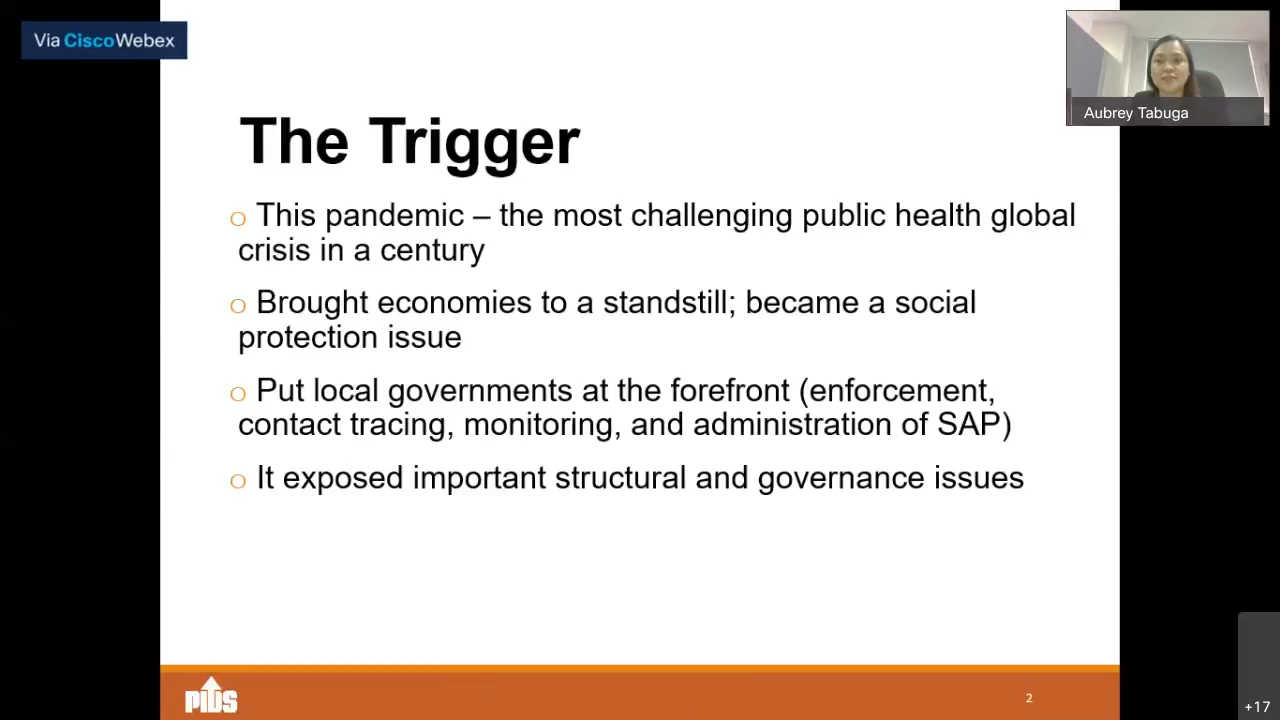 Via CiscoWebex
Aubrey Tabuga
The Trigger
o This pandemic – the most challenging public health global
crisis in a century
o Brought economies to a standstill; became a social
protection issue
o Put local governments at the forefront (enforcement,
contact tracing, monitoring, and administration of SAP)
o It exposed important structural and governance issues
PIDS
2
+17